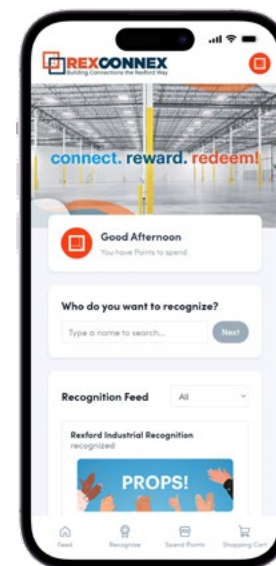 REXCONNEX
Building Connections the Rexford Way
connect. reward. redeem!
Good Afternoon
You have Points to spend
Who do you want to recognize?
Type a name to search...
Next
Recognition Feed
All
Rexford Industrial Recognition
recognized
PROPS!
Feed
Recognize
Spend Points
Shopping Cart